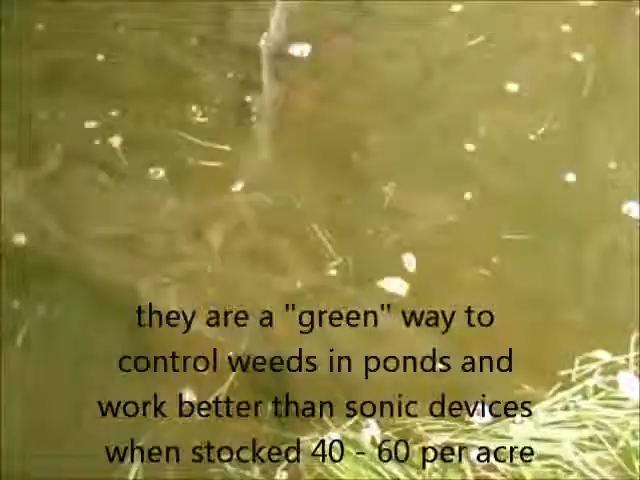 they are a "green" way to
control weeds in ponds and
work better than sonic devices
when stocked 40 - 60 per acre